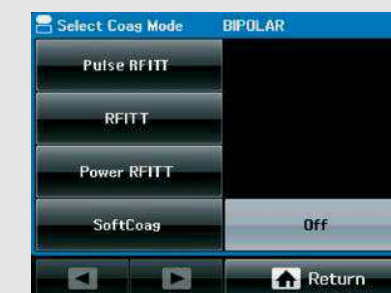 Select Coag Mode BIPOLAR
Pulse RFITT
RFITT
Power RFITT
SoftCoag Off
Return